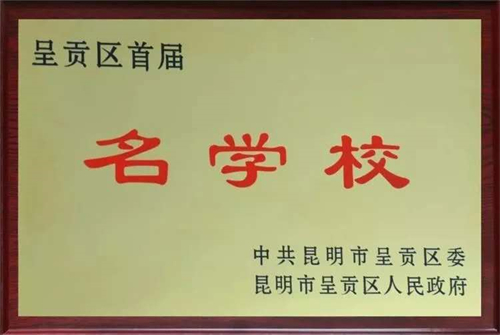 呈贡区首届
名学校
中共昆明市呈贡区委
昆明市呈贡区人民政府